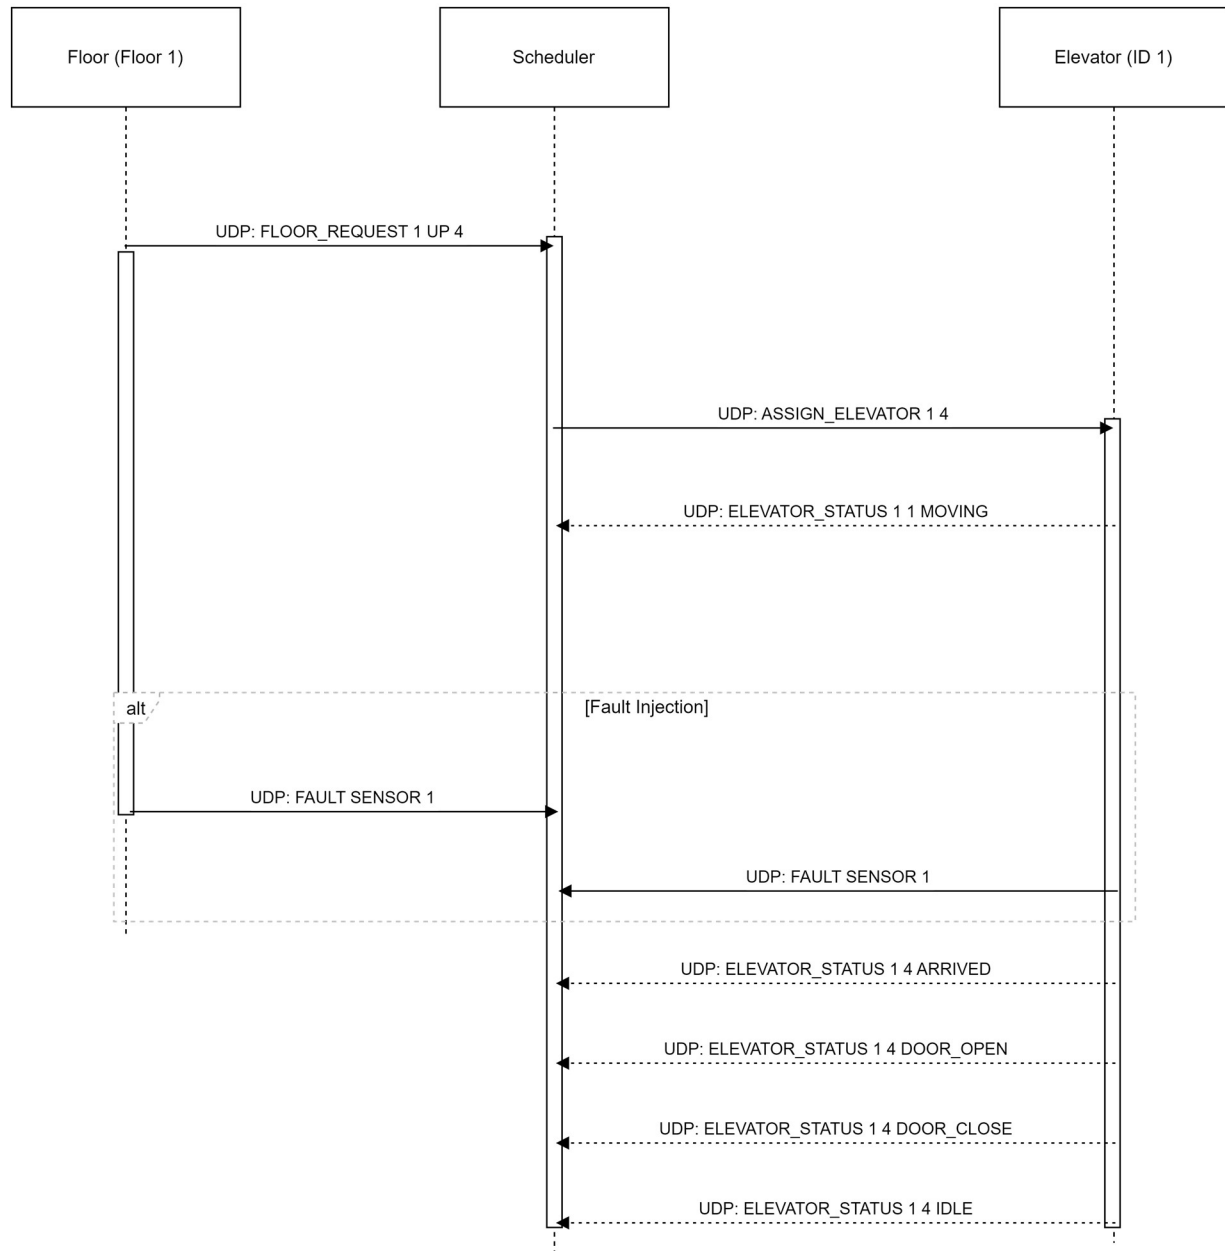 Floor (Floor 1)
Scheduler
Elevator (ID 1)
UDP: FLOOR_REQUEST 1 UP 4
UDP: ASSIGN_ELEVATOR 1 4
UDP: ELEVATOR_STATUS 1 1 MOVING
alt
[Fault Injection]
UDP: FAULT SENSOR 1
UDP: FAULT SENSOR 1
UDP: ELEVATOR_STATUS 1 4 ARRIVED
UDP: ELEVATOR_STATUS 1 4 DOOR_OPEN
UDP: ELEVATOR_STATUS 1 4 DOOR_CLOSE
UDP: ELEVATOR_STATUS 1 4 IDLE